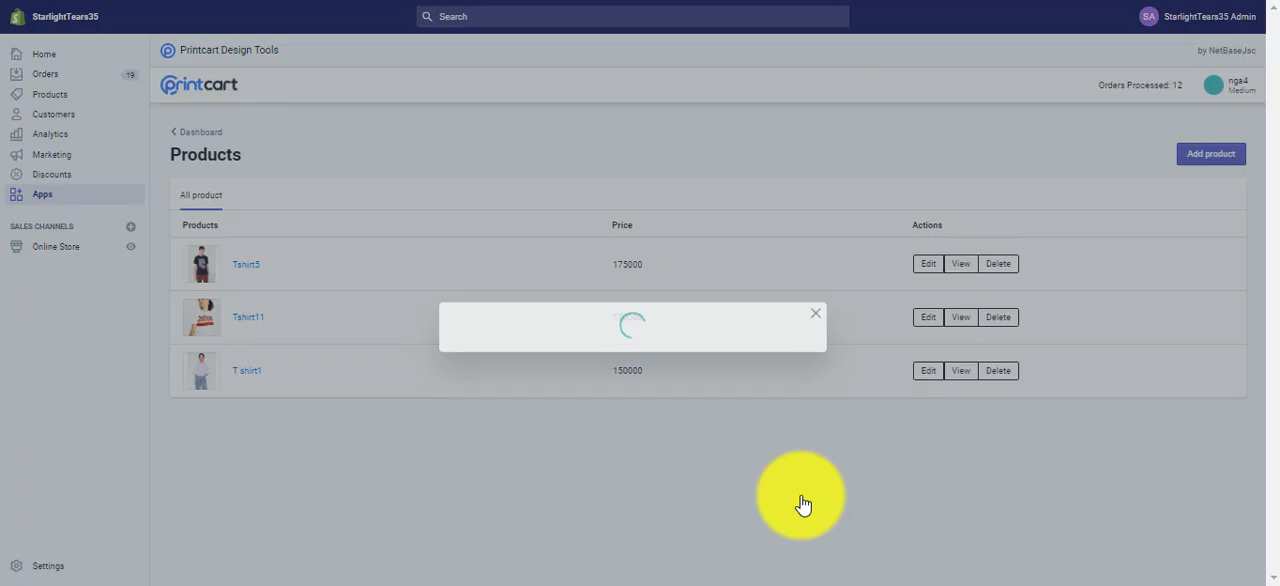 StarlightTears35
Search
SA StarlightTears35 Admin
Home
Orders 19
Products
Customers
Analytics
Marketing
Discounts
Apps
SALES CHANNELS
Online Store
Settings
Printcart Design Tools
by NetBaseJsc
printcart
Orders Processed: 12
nga4
Medium
Dashboard
Products
Add product
All product
Products Price Actions
Tshirt5 175000 Edit View Delete
Tshirt11 Edit View Delete
T shirt1 150000 Edit View Delete